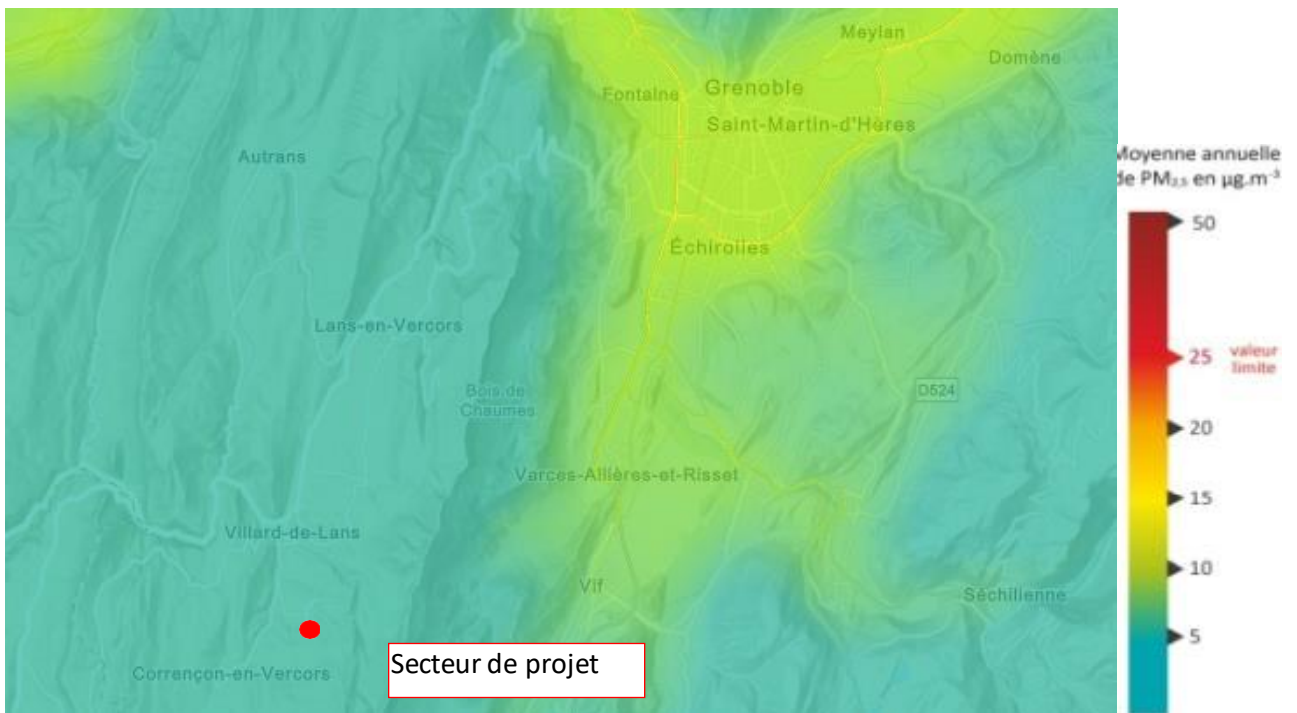 Meylan
Domène
Fontaine
Grenoble
Saint-Martin-d'Hères
Autrans
Échirolles
Lans-en-Vercors
Bois de
Chaumes
D524
Varces-Allières-et-Risset
Villard-de-Lans
Vif
Séchilienne
Corrençon-en-Vercors
Secteur de projet
Moyenne annuelle
de PM2,5 en µg.m⁻³
50
25 valeur
limite
20
15
10
5